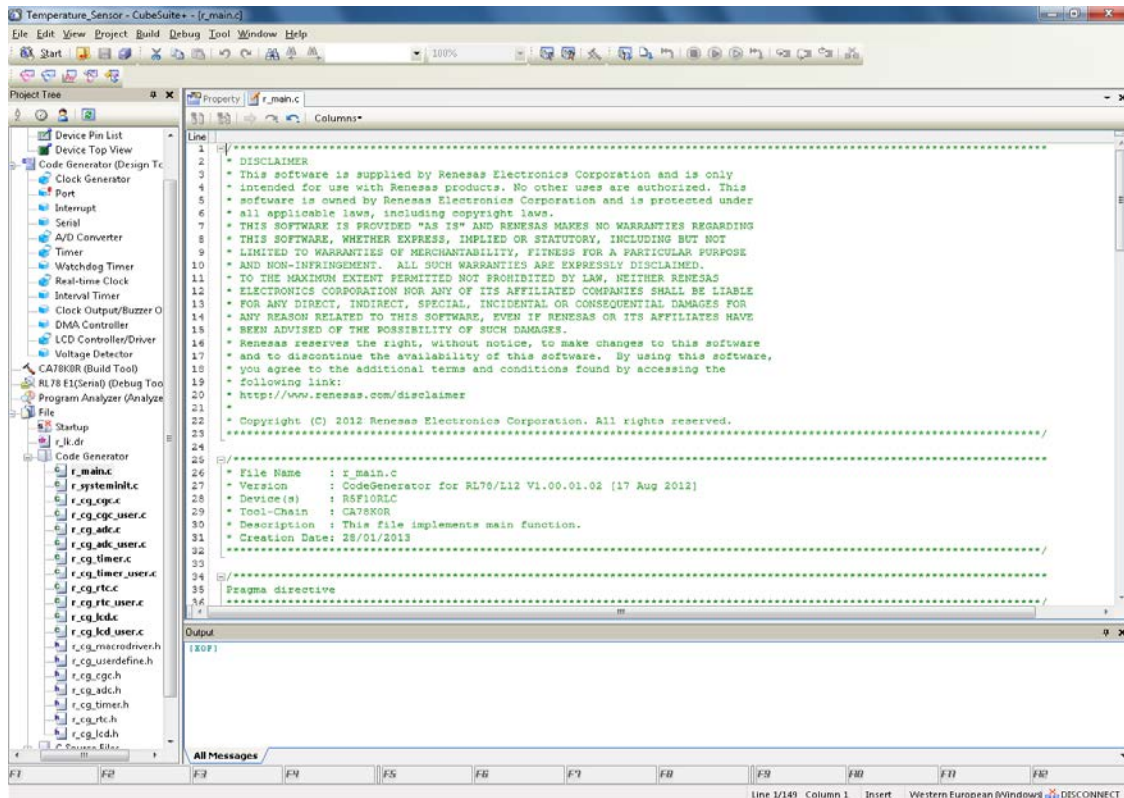 Temperature_Sensor - CubeSuite+ - [r_main.c]
File Edit View Project Build Debug Tool Window Help
Start 100%
Project Tree
Device Pin List
Device Top View
Code Generator (Design To
Clock Generator
Port
Interrupt
Serial
A/D Converter
Timer
Watchdog Timer
Real-time Clock
Interval Timer
Clock Output/Buzzer O
DMA Controller
LCD Controller/Driver
Voltage Detector
CA78K0R (Build Tool)
RL78 E1(Serial) (Debug Too
Program Analyzer (Analyze
File
Startup
r_lk.dr
Code Generator
r_main.c
r_systeminit.c
r_cg_cgc.c
r_cg_cgc_user.c
r_cg_adc.c
r_cg_adc_user.c
r_cg_timer.c
r_cg_timer_user.c
r_cg_rtc.c
r_cg_rtc_user.c
r_cg_lcd.c
r_cg_lcd_user.c
r_cg_macrodriver.h
r_cg_userdefine.h
r_cg_cgc.h
r_cg_adc.h
r_cg_timer.h
r_cg_rtc.h
r_cg_lcd.h
C Source Files
Property r_main.c
Columns
Line
1 /***********************************************************************************************************************
2 * DISCLAIMER
3 * This software is supplied by Renesas Electronics Corporation and is only
4 * intended for use with Renesas products. No other uses are authorized. This
5 * software is owned by Renesas Electronics Corporation and is protected under
6 * all applicable laws, including copyright laws.
7 * THIS SOFTWARE IS PROVIDED "AS IS" AND RENESAS MAKES NO WARRANTIES REGARDING
8 * THIS SOFTWARE, WHETHER EXPRESS, IMPLIED OR STATUTORY, INCLUDING BUT NOT
9 * LIMITED TO WARRANTIES OF MERCHANTABILITY, FITNESS FOR A PARTICULAR PURPOSE
10 * AND NON-INFRINGEMENT. ALL SUCH WARRANTIES ARE EXPRESSLY DISCLAIMED.
11 * TO THE MAXIMUM EXTENT PERMITTED NOT PROHIBITED BY LAW, NEITHER RENESAS
12 * ELECTRONICS CORPORATION NOR ANY OF ITS AFFILIATED COMPANIES SHALL BE LIABLE
13 * FOR ANY DIRECT, INDIRECT, SPECIAL, INCIDENTAL OR CONSEQUENTIAL DAMAGES FOR
14 * ANY REASON RELATED TO THIS SOFTWARE, EVEN IF RENESAS OR ITS AFFILIATES HAVE
15 * BEEN ADVISED OF THE POSSIBILITY OF SUCH DAMAGES.
16 * Renesas reserves the right, without notice, to make changes to this software
17 * and to discontinue the availability of this software. By using this software,
18 * you agree to the additional terms and conditions found by accessing the
19 * following link:
20 * http://www.renesas.com/disclaimer
21 *
22 * Copyright (C) 2012 Renesas Electronics Corporation. All rights reserved.
23 ***********************************************************************************************************************/
24
25 /***********************************************************************************************************************
26 * File Name : r_main.c
27 * Version : CodeGenerator for RL78/L12 V1.00.01.02 [17 Aug 2012]
28 * Device(s) : R5F10RLC
29 * Tool-Chain : CA78K0R
30 * Description : This file implements main function.
31 * Creation Date: 28/01/2013
32 ***********************************************************************************************************************/
33
34 /***********************************************************************************************************************
35 Pragma directive
36 ***********************************************************************************************************************/
Output
[EOF]
All Messages
F1 F2 F3 F4 F5 F6 F7 F8 F9 F10 F11 F12
Line 1/149 Column 1 Insert Western European (Windows) DISCONNECT